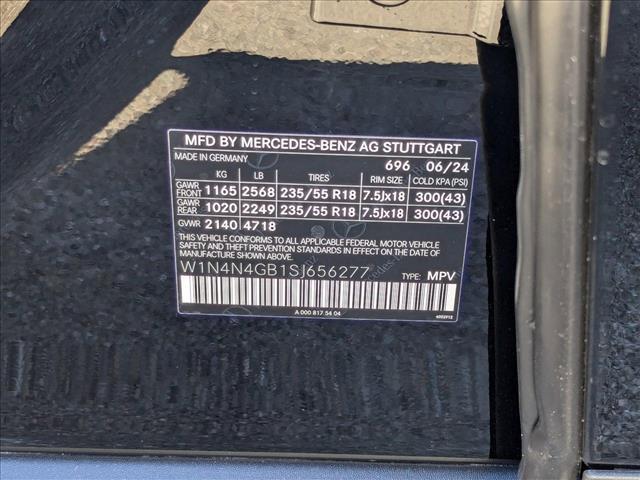 MFD BY MERCEDES-BENZ AG STUTTGART
MADE IN GERMANY 696 06/24
KG LB TIRES RIM SIZE COLD KPA (PSI)
GAWR FRONT 1165 2568 235/55 R18 7.5Jx18 300(43)
GAWR REAR 1020 2249 235/55 R18 7.5Jx18 300(43)
GVWR 2140 4718
THIS VEHICLE CONFORMS TO ALL APPLICABLE FEDERAL MOTOR VEHICLE
SAFETY AND THEFT PREVENTION STANDARDS IN EFFECT ON THE
DATE OF MANUFACTURE SHOWN ABOVE.
W1N4N4GB1SJ656277 TYPE: MPV
A 000 817 54 04